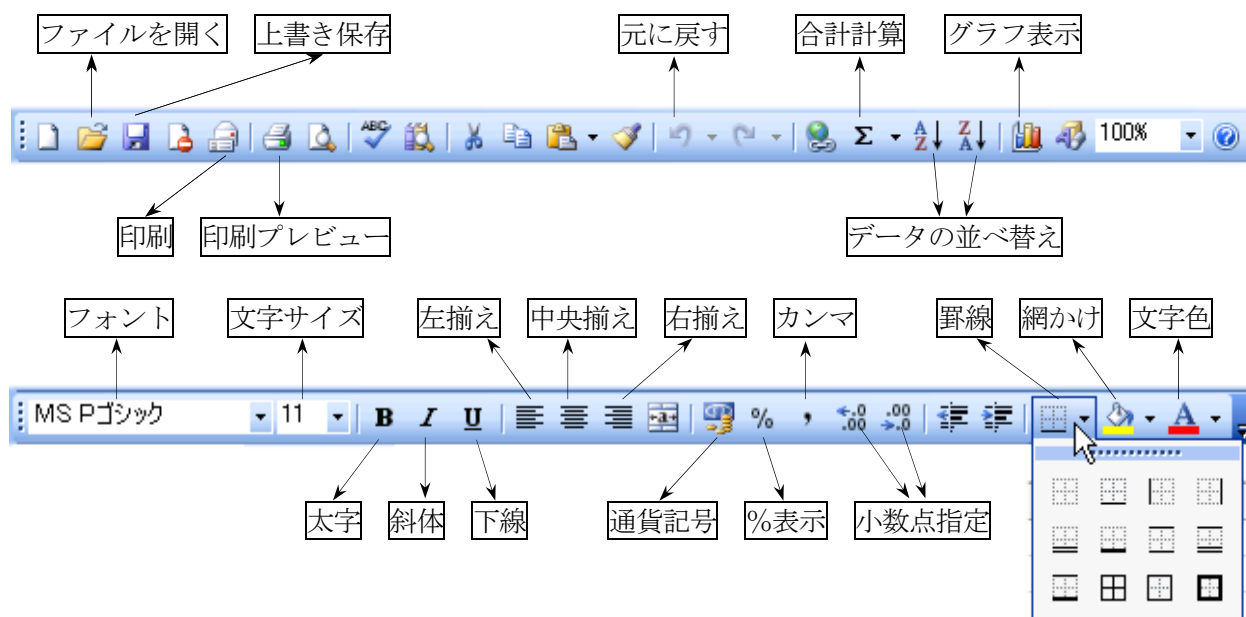 ファイルを開く 上書き保存 元に戻す 合計計算 グラフ表示
ABC Σ A Z Z A 100% ?
印刷 印刷プレビュー データの並べ替え
フォント 文字サイズ 左揃え 中央揃え 右揃え カンマ 罫線 網かけ 文字色
MS Pゴシック 11 B I U a % , .0 .00 .00 .0 A
太字 斜体 下線 通貨記号 %表示 小数点指定